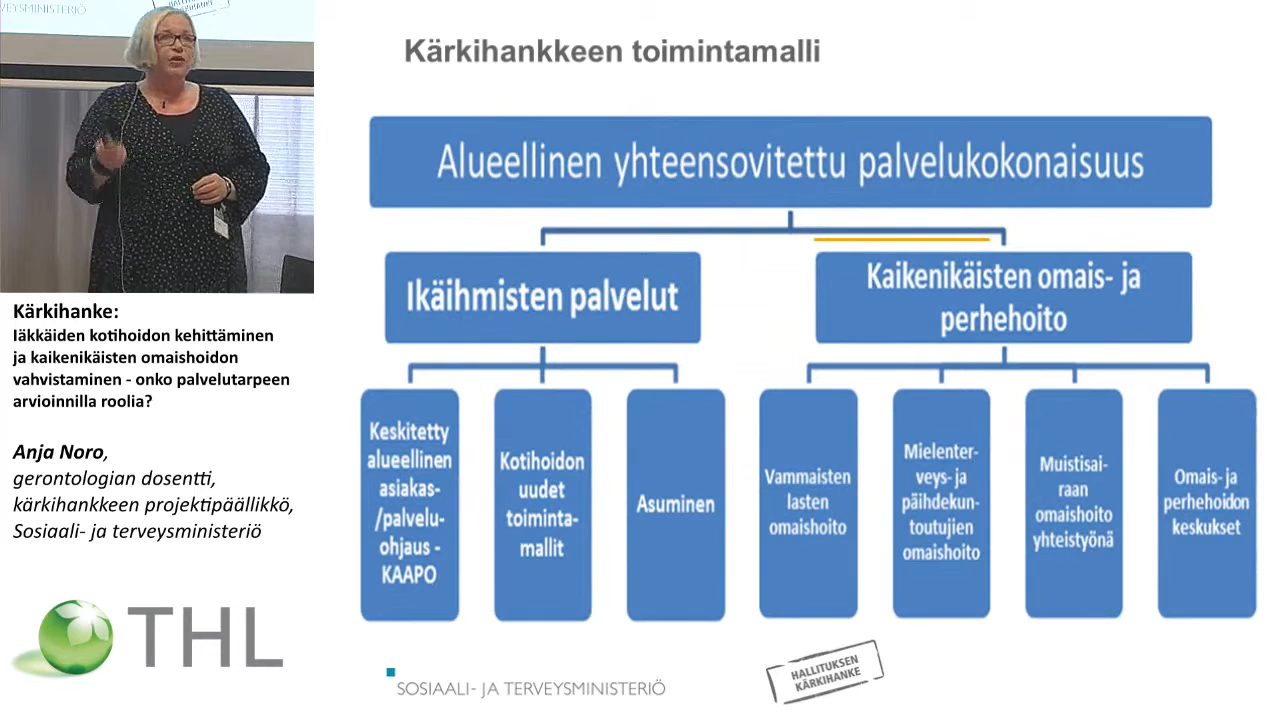 VEYSMINISTERIÖ
Kärkihanke:
Iäkkäiden kotihoidon kehittäminen
ja kaikenikäisten omaishoidon
vahvistaminen - onko palvelutarpeen
arvioinnilla roolia?
Anja Noro,
gerontologian dosentti,
kärkihankkeen projektipäällikkö,
Sosiaali- ja terveysministeriö
THL
Kärkihankkeen toimintamalli
Alueellinen yhteensovitettu palvelukokonaisuus
Ikäihmisten palvelut
Kaikenikäisten omais- ja
perhehoito
Keskitetty
alueellinen
asiakas-
/palvelu-
ohjaus -
KAAPO
Kotihoidon
uudet
toiminta-
mallit
Asuminen
Vammaisten
lasten
omaishoito
Mielenter-
veys- ja
päihdekun-
toutujien
omaishoito
Muistisai-
raan
omaishoito
yhteistyönä
Omais- ja
perhehoidon
keskukset
SOSIAALI- JA TERVEYSMINISTERIÖ
HALLITUKSEN
KÄRKIHANKE